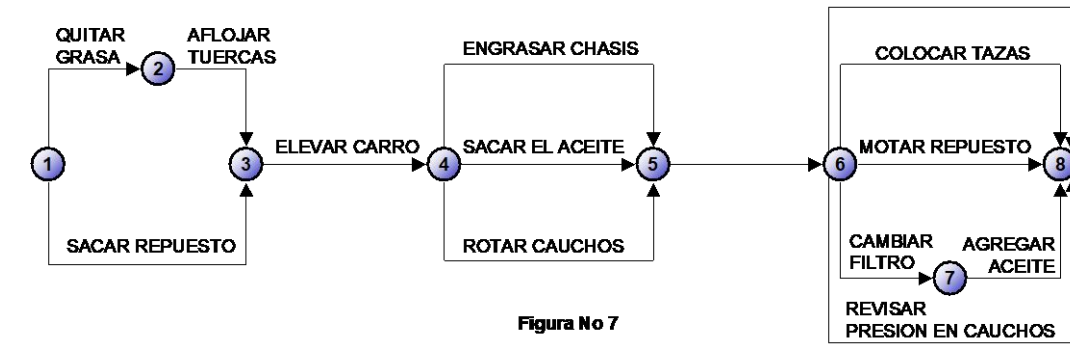 QUITAR
GRASA
AFLOJAR
TUERCAS
2
1
3
SACAR REPUESTO
ELEVAR CARRO
4
ENGRASAR CHASIS
SACAR EL ACEITE
5
ROTAR CAUCHOS
6
COLOCAR TAZAS
MOTAR REPUESTO
8
CAMBIAR
FILTRO
7
AGREGAR
ACEITE
REVISAR
PRESION EN CAUCHOS
Figura No 7